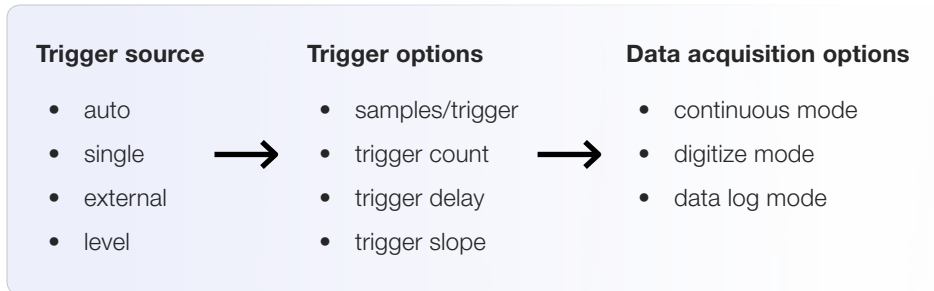 Trigger source
• auto
• single
• external
• level
Trigger options
• samples/trigger
• trigger count
• trigger delay
• trigger slope
Data acquisition options
• continuous mode
• digitize mode
• data log mode